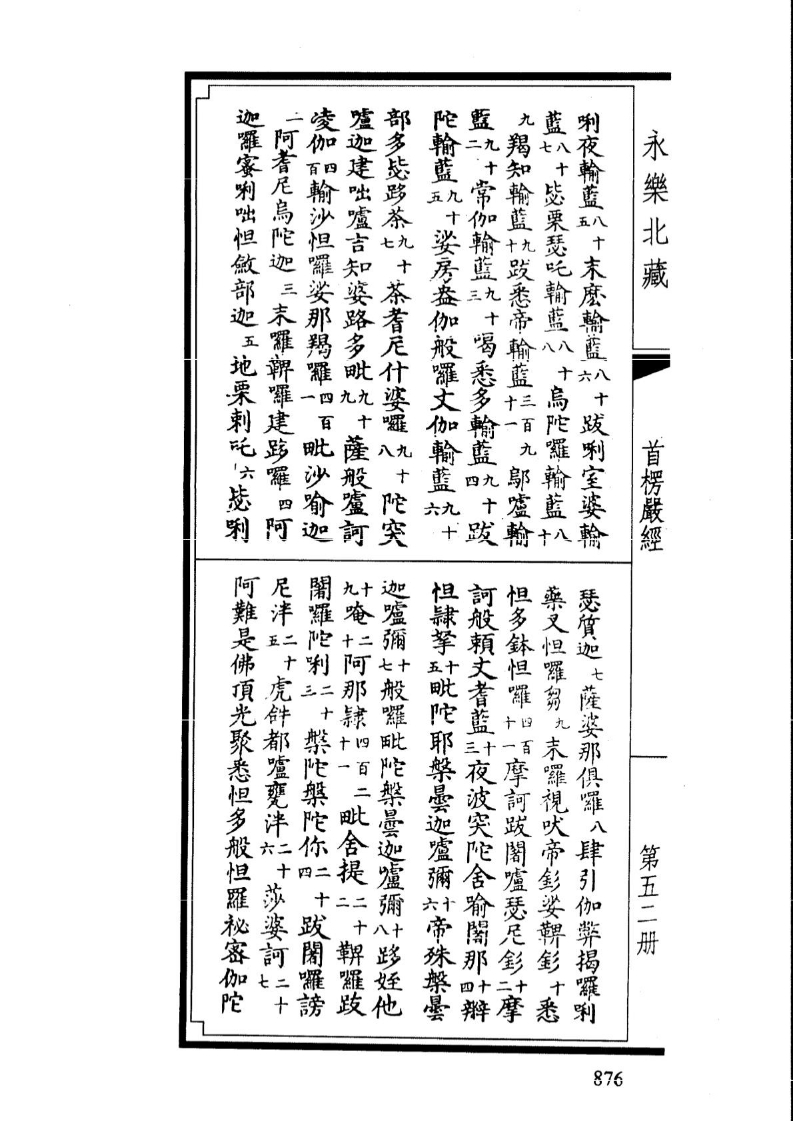 永樂北藏
首楞嚴經
第五二册
唎夜輸藍八十五末麼輸藍八十六跋唎室婆輸
藍八十七毖栗瑟吒輸藍八十八烏陀囉輸藍八十
九羯知輸藍九十跋悉帝輸藍三百九十一鄔盧輸
藍九十二常伽輸藍九十三喝悉多輸藍九十四跋
陀輸藍九十五娑房盎伽般囉丈伽輸藍九十六
部多毖跢茶九十七茶耆尼什婆囉九十八陀突
嚧迦建咄嚧吉知婆路多毗九十九薩般嚧訶
凌伽四百輸沙怛囉娑那羯囉四百一毗沙喻迦
二阿耆尼烏陀迦三末囉鞞囉建跢囉四阿
迦囉蜜唎咄怛斂部迦五地栗剌吒六毖唎
瑟質迦七薩婆那俱囉八肆引伽弊揭囉唎
藥叉怛囉芻九末囉視吠帝釤娑鞞釤十悉
怛多鉢怛囉四百十一摩訶跋闍嚧瑟尼釤十二摩
訶般賴丈耆藍十三夜波突陀舍喻闍那十四辮
怛隸拏十五毗陀耶槃曇迦嚧彌十六帝殊槃曇
迦嚧彌十七般囉毗陀槃曇迦嚧彌十八跢姪他
十九唵二十阿那隸四百二十一毗舍提二十二鞞囉跋
闍囉陀唎二十三槃陀槃陀你二十四跋闍囉謗
尼泮二十五虎𤙖都嚧甕泮二十六莎婆訶二十七
阿難是佛頂光聚悉怛多般怛羅祕密伽陀
876